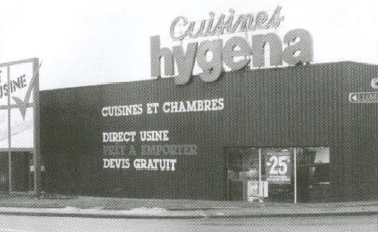 Cuisines
hygena
USINE
CUISINES ET CHAMBRES
DIRECT USINE
PRÊT A EMPORTER
DEVIS GRATUIT
-25%